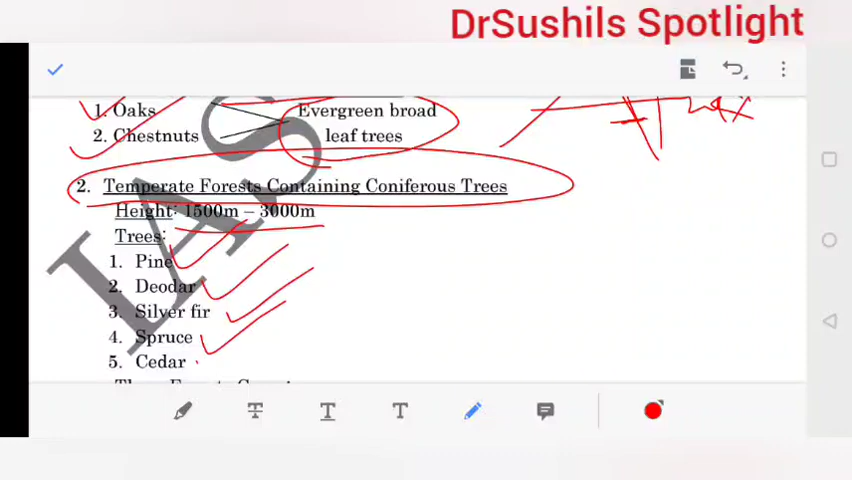 DrSushils Spotlight
1. Oaks
Evergreen broad
2. Chestnuts
leaf trees
IAS
2. Temperate Forests Containing Coniferous Trees
Height: 1500m – 3000m
Trees:
1. Pine
2. Deodar
3. Silver fir
4. Spruce
5. Cedar